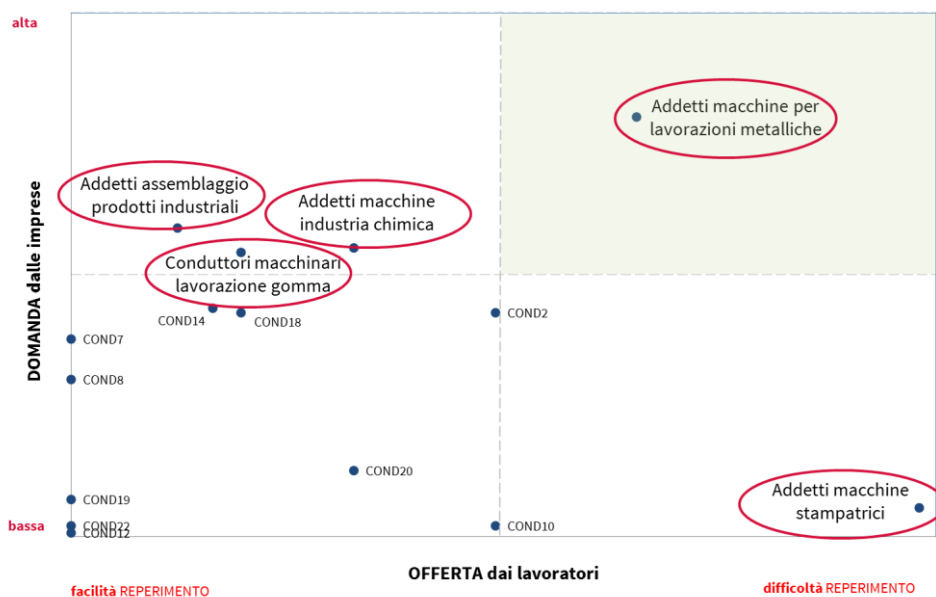 alta
Addetti macchine per
lavorazioni metalliche
Addetti assemblaggio
prodotti industriali
Addetti macchine
industria chimica
Conduttori macchinari
lavorazione gomma
DOMANDA dalle imprese
COND14
COND18
COND2
COND7
COND8
COND20
COND19
Addetti macchine
stampatrici
bassa
COND22
COND12
COND10
OFFERTA dai lavoratori
facilità REPERIMENTO
difficoltà REPERIMENTO